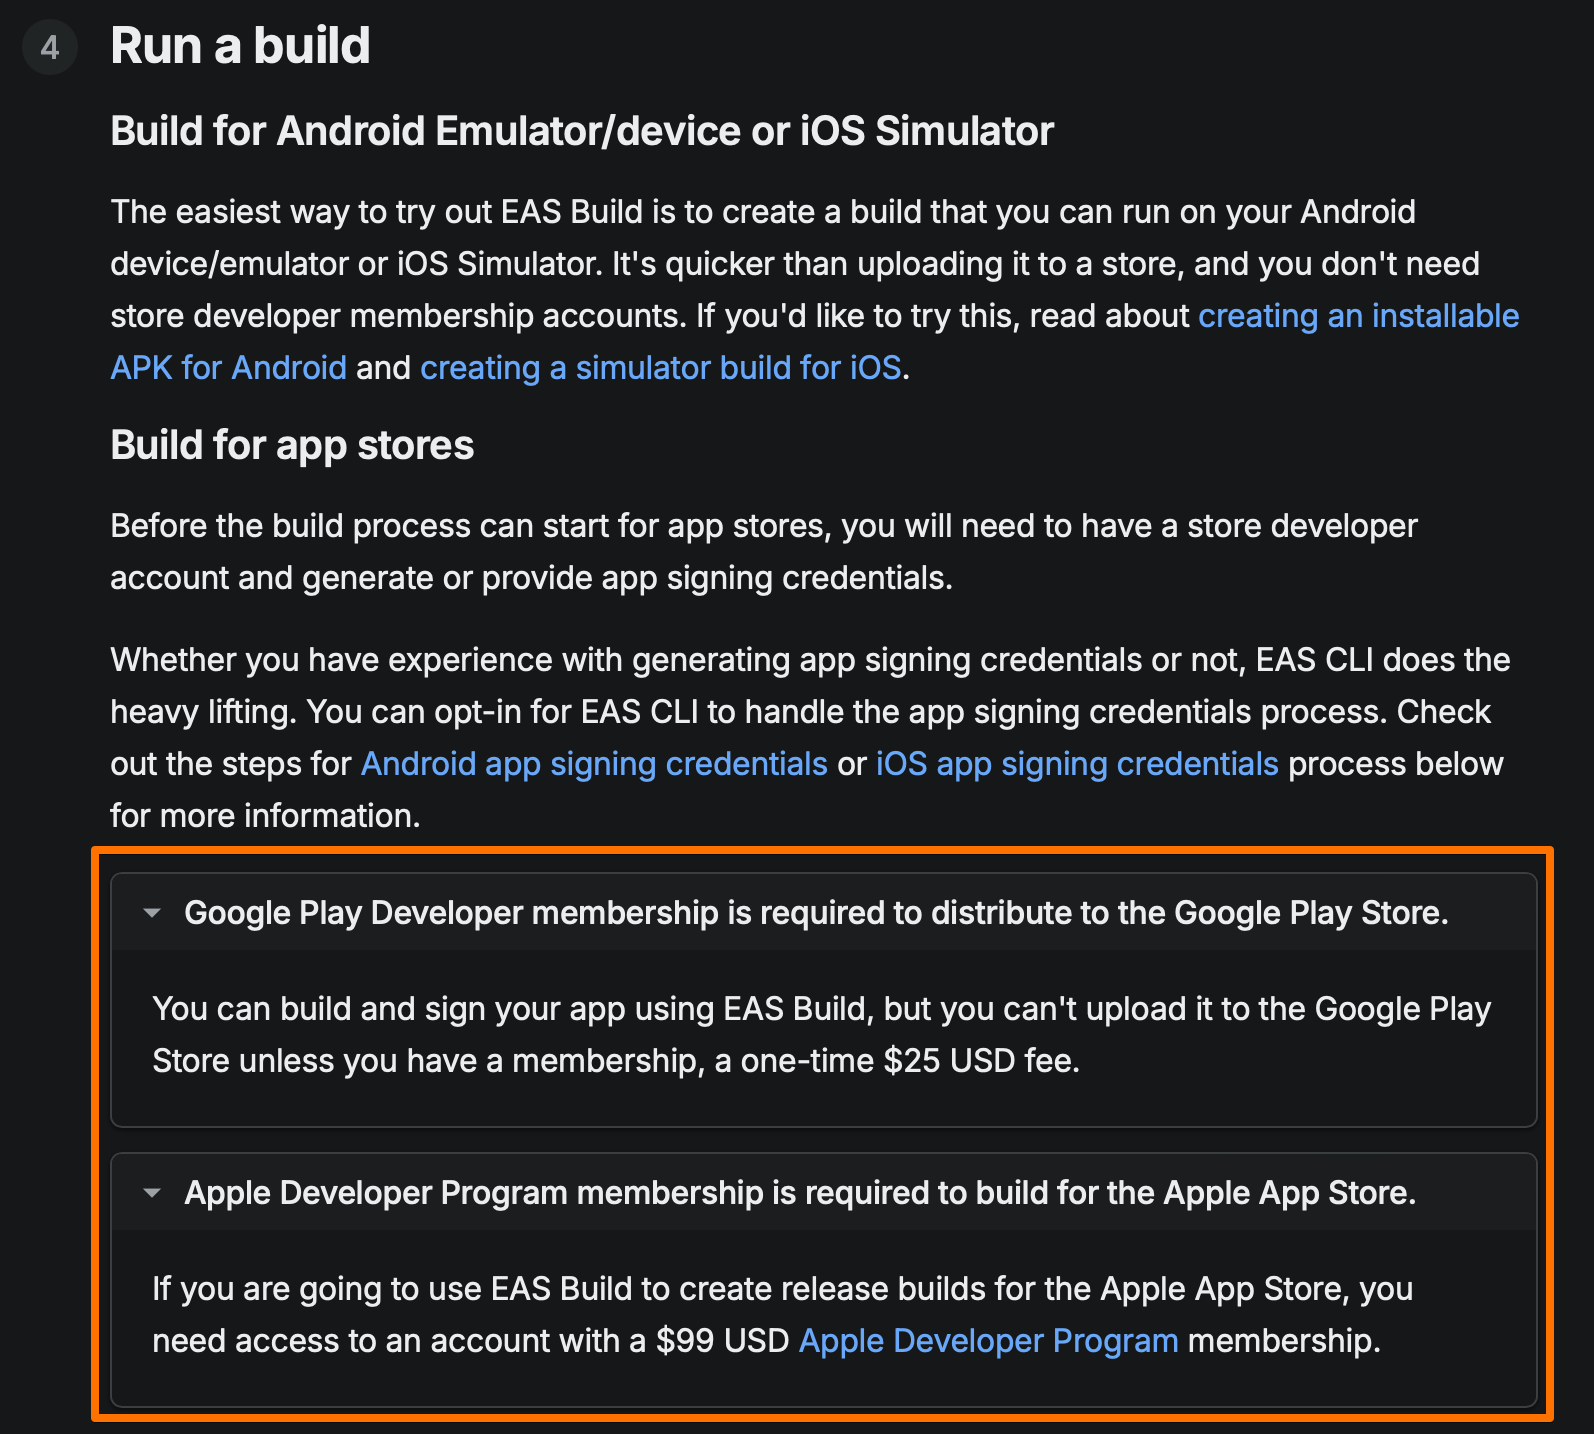 4
Run a build
Build for Android Emulator/device or iOS Simulator
The easiest way to try out EAS Build is to create a build that you can run on your Android
device/emulator or iOS Simulator. It's quicker than uploading it to a store, and you don't need
store developer membership accounts. If you'd like to try this, read about creating an installable
APK for Android and creating a simulator build for iOS.
Build for app stores
Before the build process can start for app stores, you will need to have a store developer
account and generate or provide app signing credentials.
Whether you have experience with generating app signing credentials or not, EAS CLI does the
heavy lifting. You can opt-in for EAS CLI to handle the app signing credentials process. Check
out the steps for Android app signing credentials or iOS app signing credentials process below
for more information.
Google Play Developer membership is required to distribute to the Google Play Store.
You can build and sign your app using EAS Build, but you can't upload it to the Google Play
Store unless you have a membership, a one-time $25 USD fee.
Apple Developer Program membership is required to build for the Apple App Store.
If you are going to use EAS Build to create release builds for the Apple App Store, you
need access to an account with a $99 USD Apple Developer Program membership.